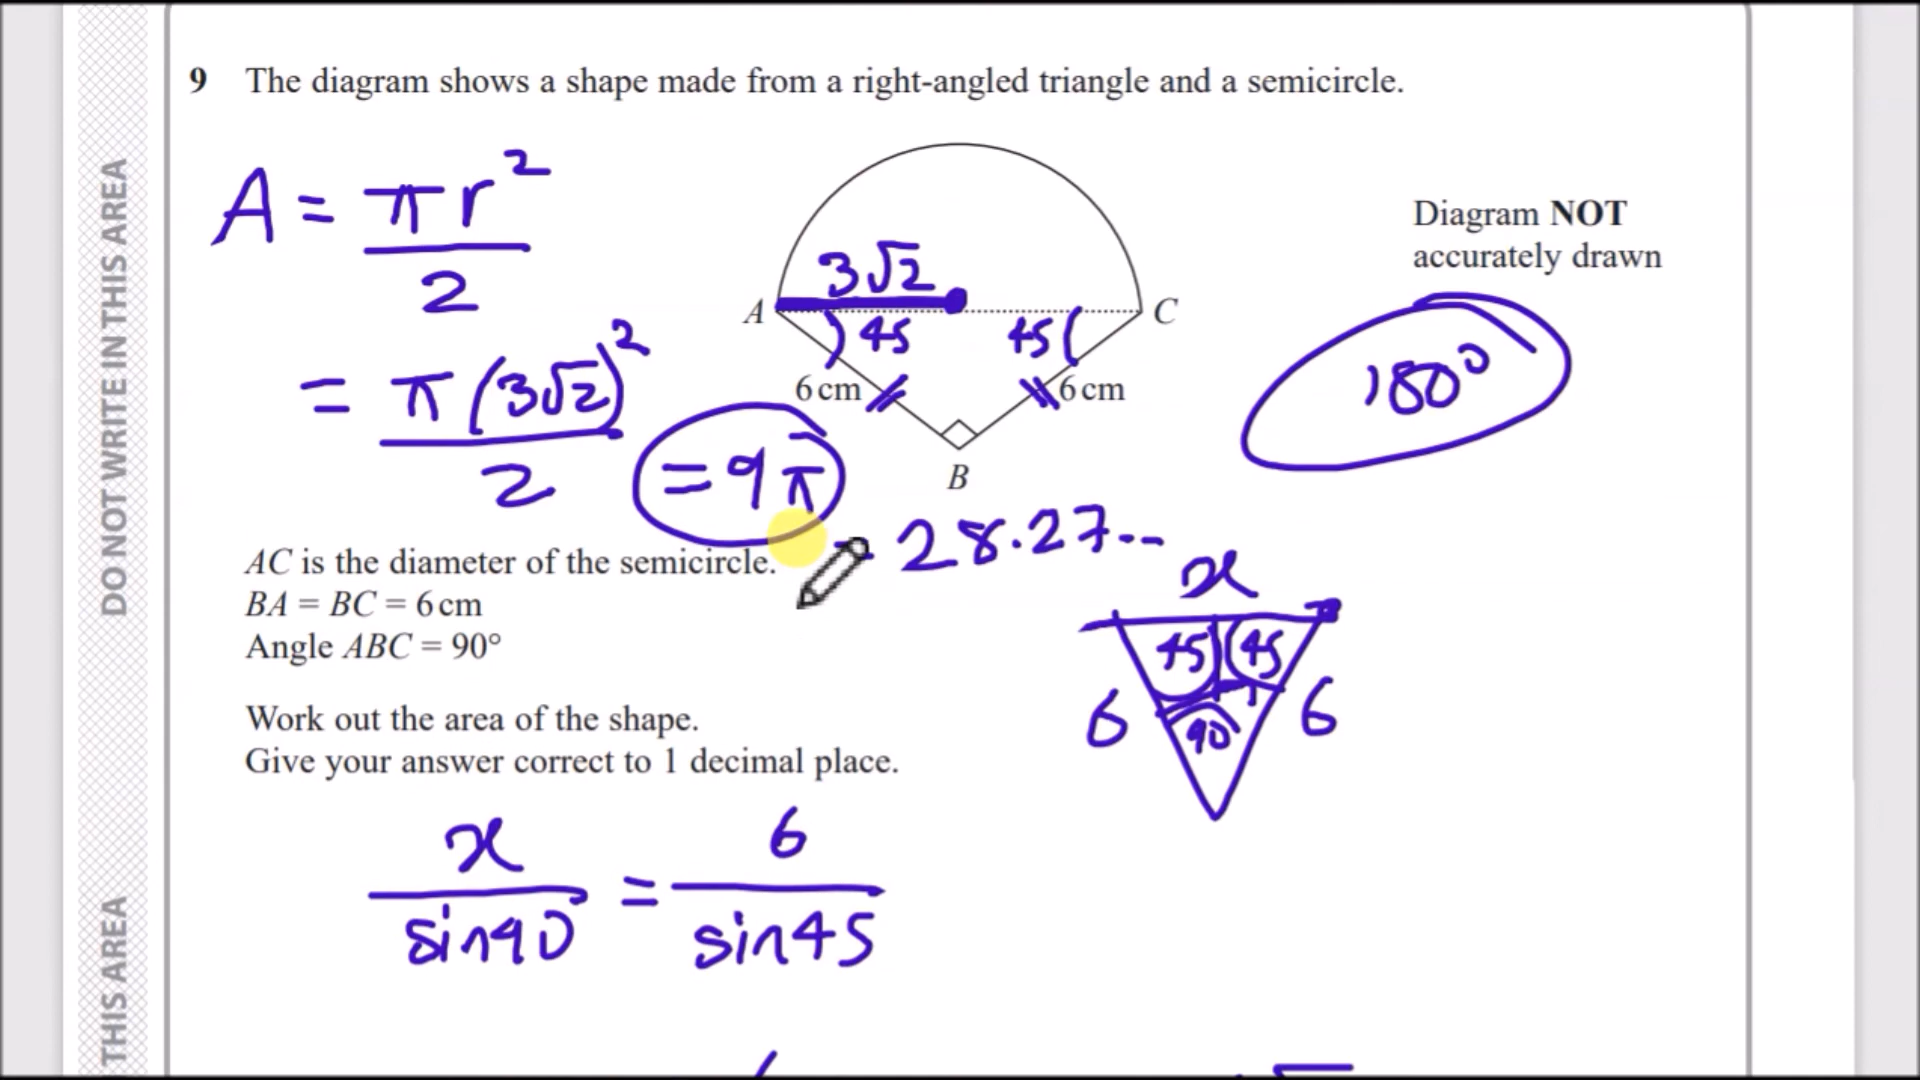 9 The diagram shows a shape made from a right-angled triangle and a semicircle.
A = πr²/2
= π(3√2)²/2
= 9π
= 28.27...
3√2
A
C
45
45
6 cm
6 cm
B
Diagram NOT
accurately drawn
180°
AC is the diameter of the semicircle.
BA = BC = 6 cm
Angle ABC = 90°
x
45
45
6
6
90
Work out the area of the shape.
Give your answer correct to 1 decimal place.
x/sin90 = 6/sin45
DO NOT WRITE IN THIS AREA
THIS AREA